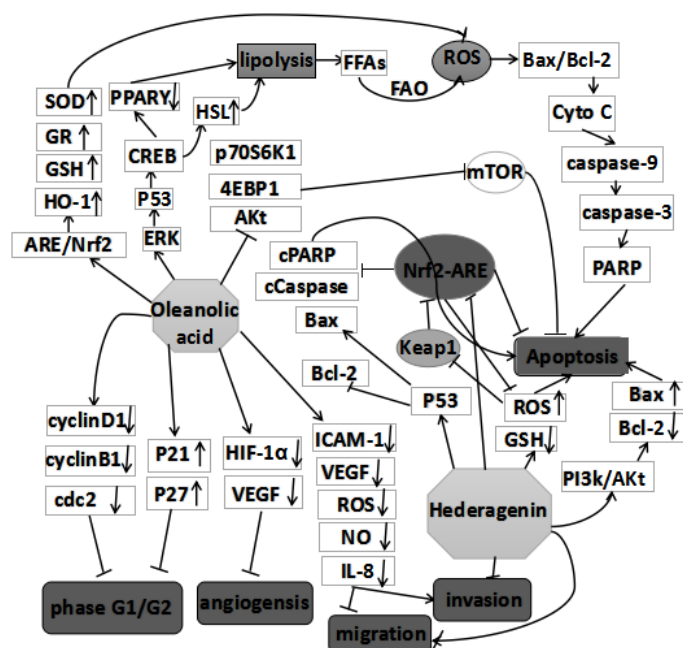 lipolysis
FFAs
ROS
Bax/Bcl-2
FAO
SOD↑
PPARY↓
HSL↑
Cyto C
GR ↑
CREB
p70S6K1
caspase-9
GSH↑
4EBP1
mTOR
HO-1↑
P53
AKt
caspase-3
ARE/Nrf2
ERK
cPARP
Nrf2-ARE
PARP
cCaspase
Oleanolic
acid
Bax
Keap1
Apoptosis
Bcl-2
P53
ROS↑
Bax ↑
cyclinD1↓
ICAM-1↓
GSH↓
Bcl-2↓
cyclinB1↓
P21↑
HIF-1α↓
VEGF↓
PI3k/AKt
cdc2 ↓
P27↑
VEGF ↓
ROS↓
Hederagenin
NO ↓
IL-8↓
phase G1/G2
angiogensis
invasion
migration